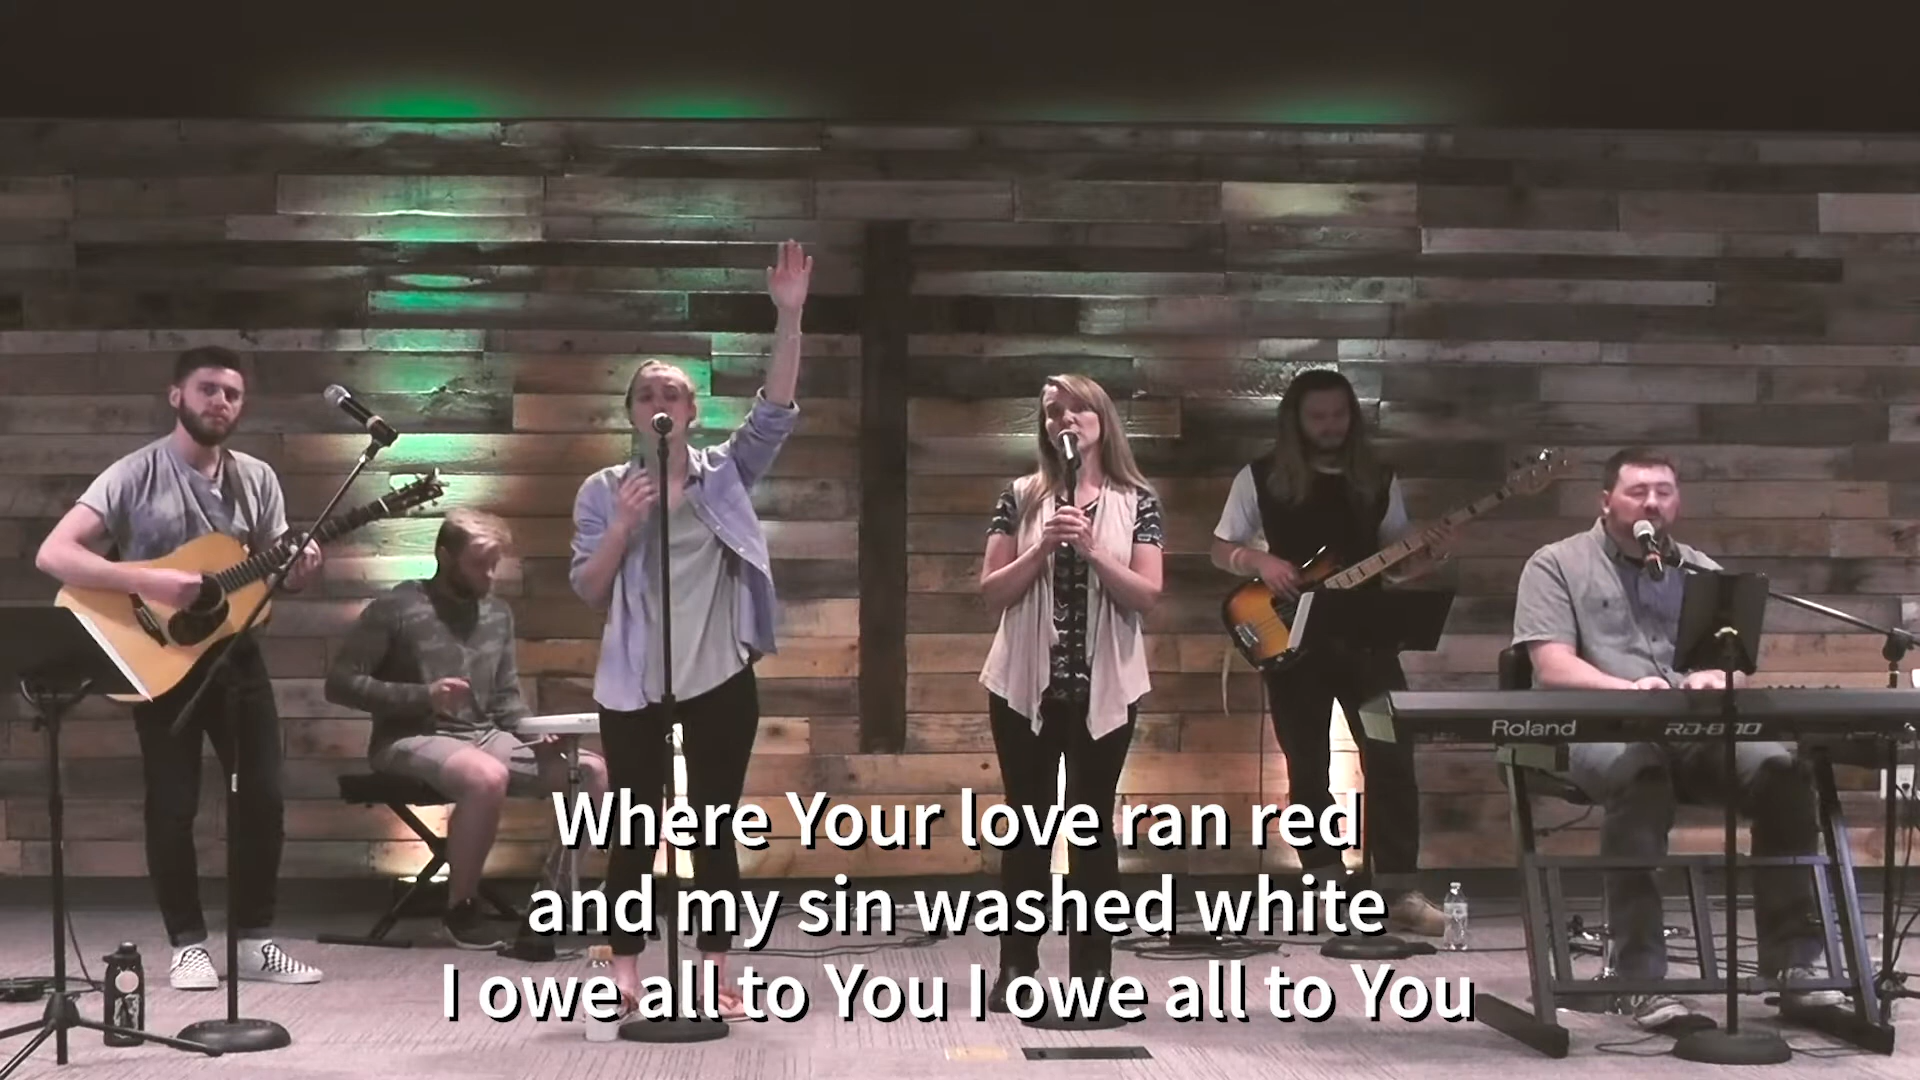 Roland
RD-800
Where Your love ran red
and my sin washed white
I owe all to You I owe all to You